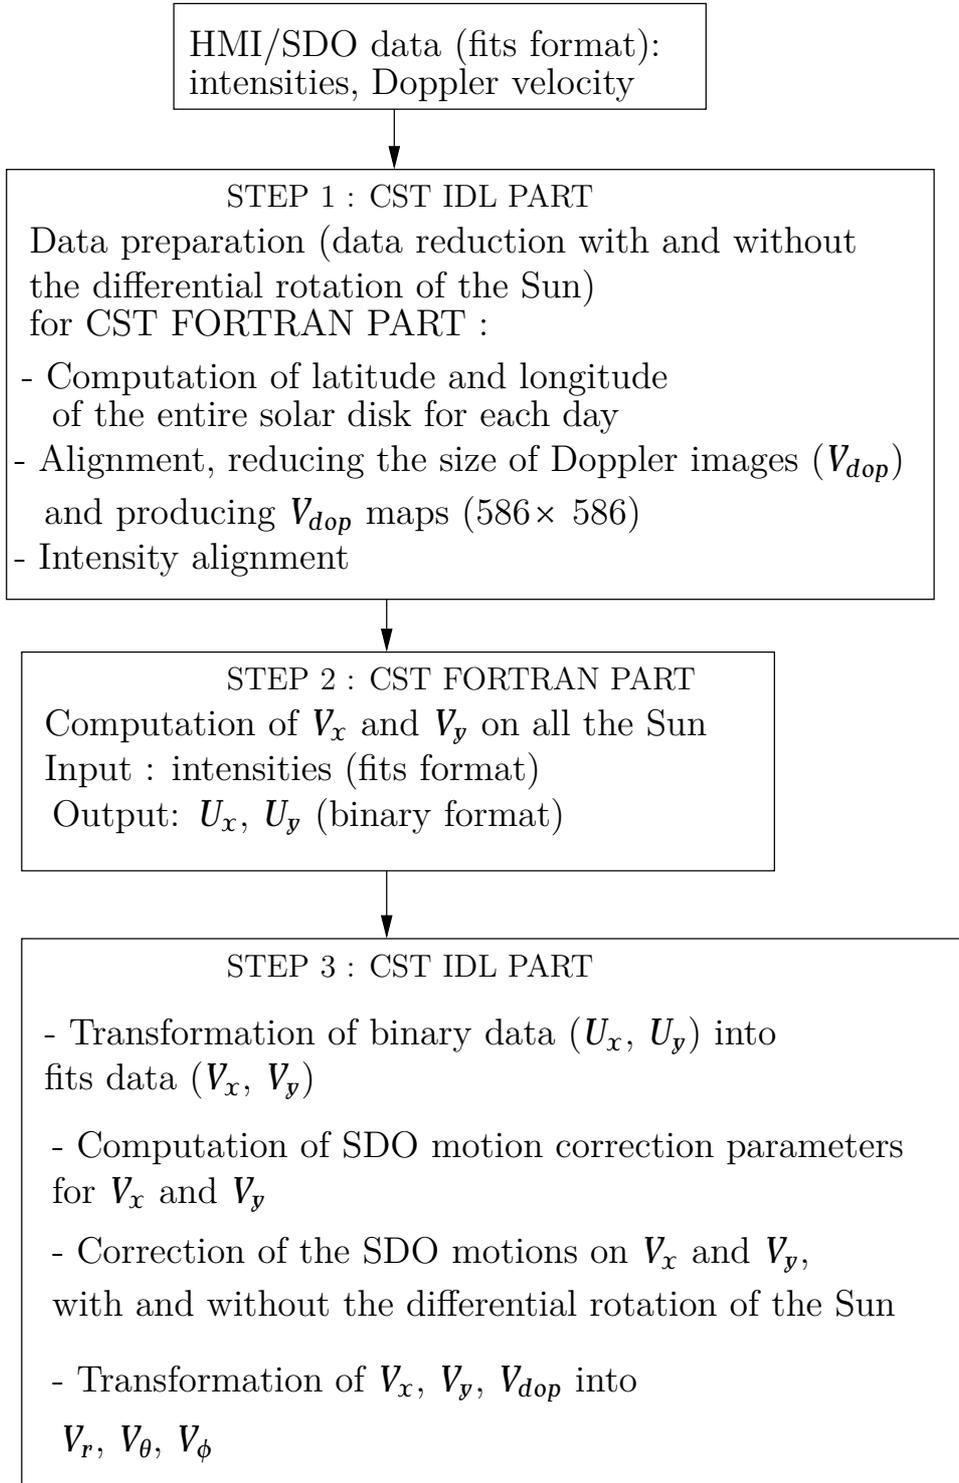 HMI/SDO data (fits format):
intensities, Doppler velocity
STEP 1 : CST IDL PART
Data preparation (data reduction with and without
the differential rotation of the Sun)
for CST FORTRAN PART :
- Computation of latitude and longitude
of the entire solar disk for each day
- Alignment, reducing the size of Doppler images (V_dop)
and producing V_dop maps (586× 586)
- Intensity alignment
STEP 2 : CST FORTRAN PART
Computation of V_x and V_y on all the Sun
Input : intensities (fits format)
Output: U_x, U_y (binary format)
STEP 3 : CST IDL PART
- Transformation of binary data (U_x, U_y) into
fits data (V_x, V_y)
- Computation of SDO motion correction parameters
for V_x and V_y
- Correction of the SDO motions on V_x and V_y,
with and without the differential rotation of the Sun
- Transformation of V_x, V_y, V_dop into
V_r, V_θ, V_ϕ